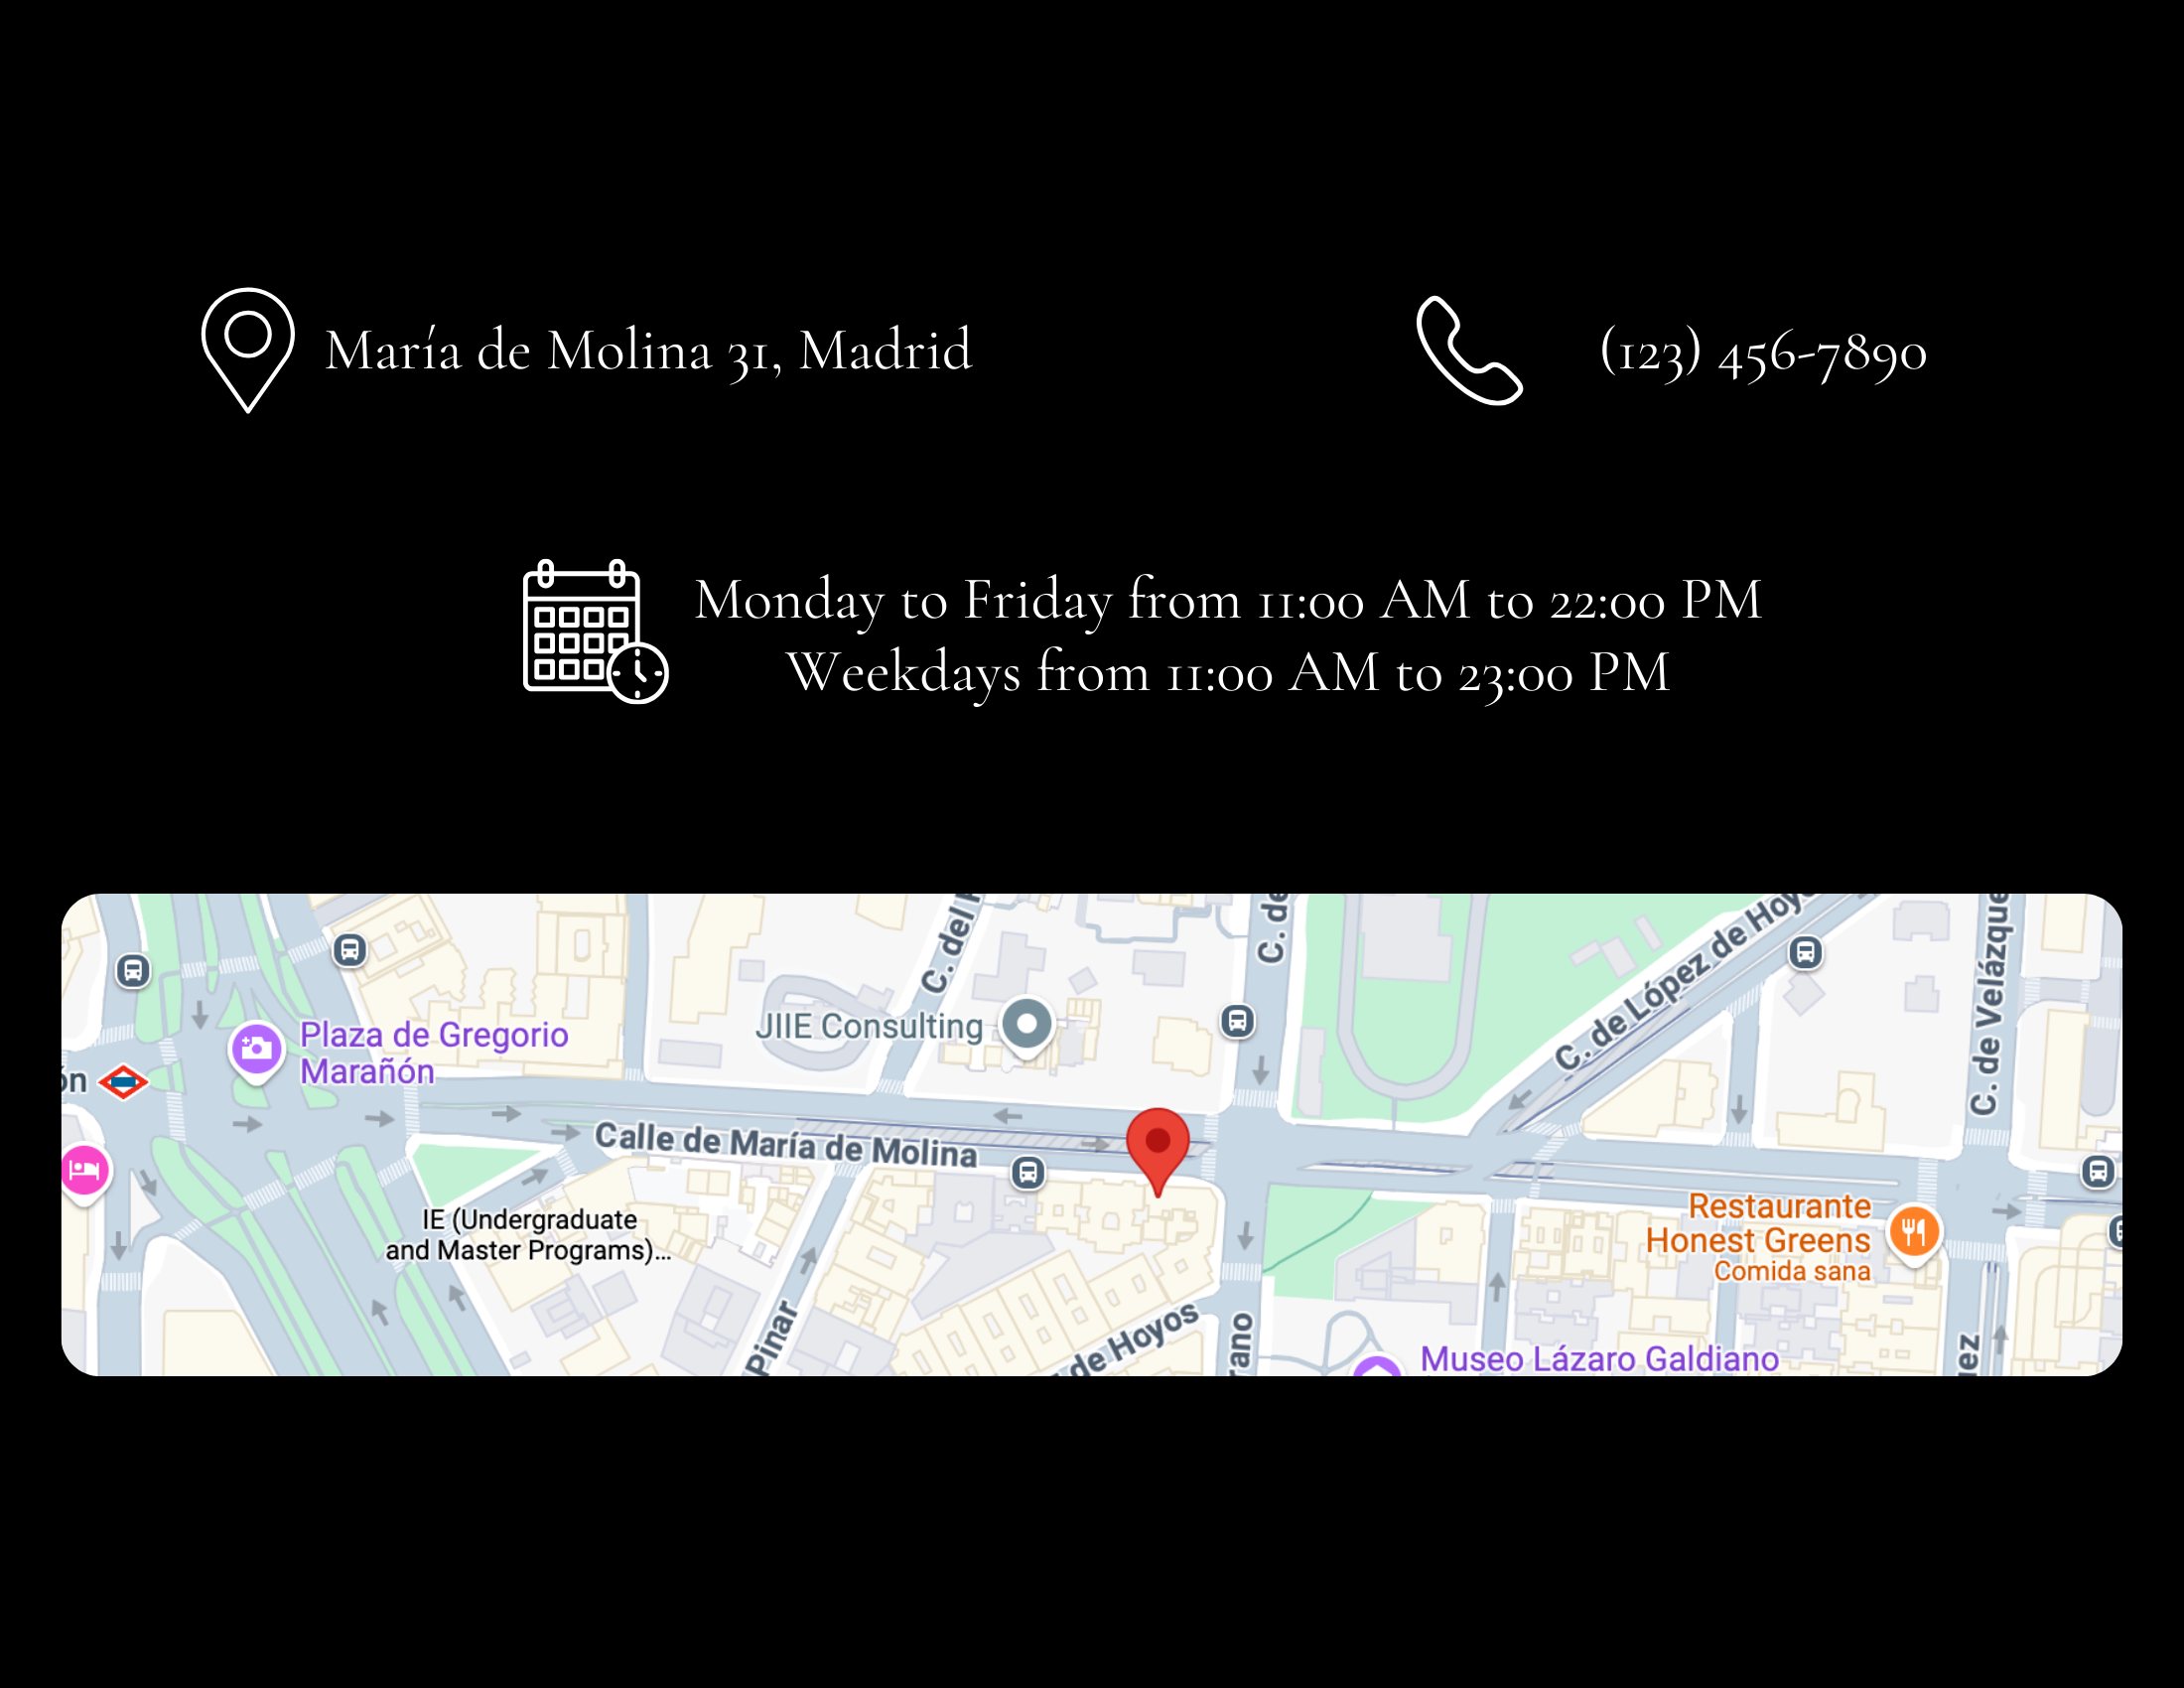 María de Molina 31, Madrid
(123) 456-7890
Monday to Friday from 11:00 AM to 22:00 PM
Weekdays from 11:00 AM to 23:00 PM
C. del
C. de
C. de López de Hoyos
C. de Velázquez
JIIE Consulting
Plaza de Gregorio
Marañón
ón
Calle de María de Molina
IE (Undergraduate
and Master Programs)...
Restaurante
Honest Greens
Comida sana
Pinar
de Hoyos
rano
Museo Lázaro Galdiano
uez